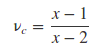 ν_c = (x − 1)/(x − 2)